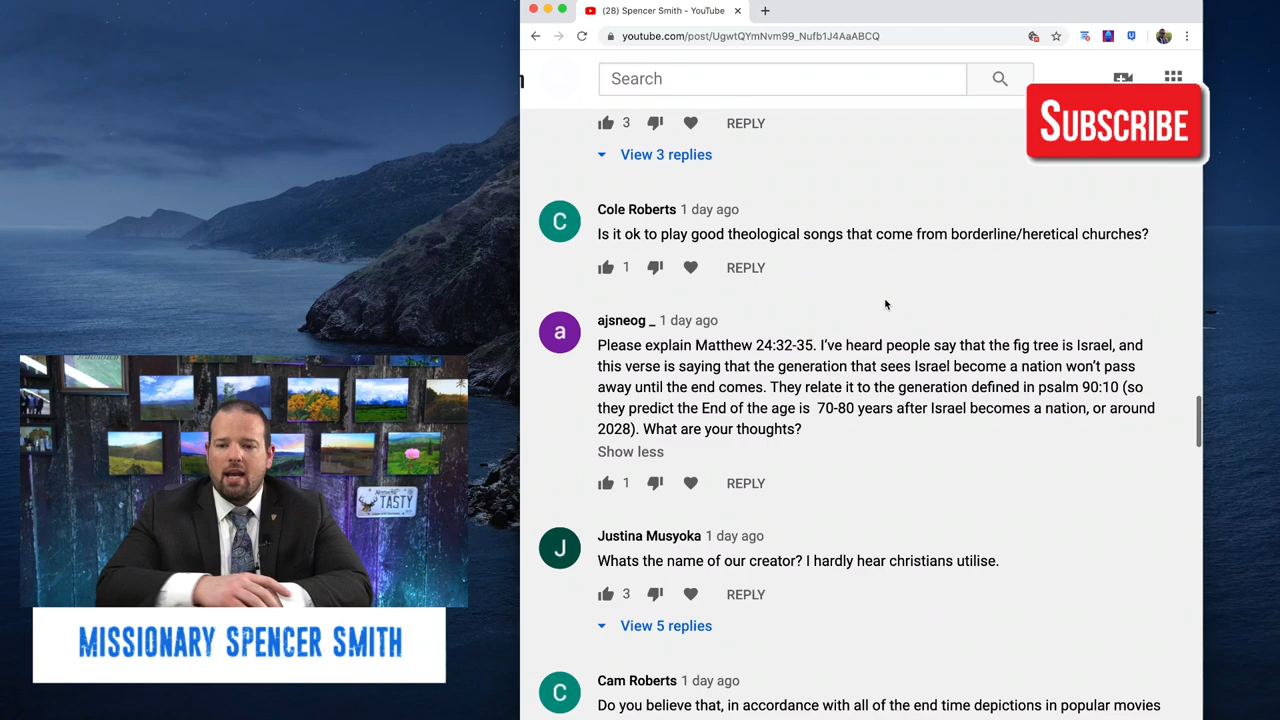 (28) Spencer Smith - YouTube
youtube.com/post/UgwtQYmNvm99_Nufb1J4AaABCQ
Search
SUBSCRIBE
3 REPLY
View 3 replies
C
Cole Roberts 1 day ago
Is it ok to play good theological songs that come from borderline/heretical churches?
1 REPLY
a
ajsneog _ 1 day ago
Please explain Matthew 24:32-35. I've heard people say that the fig tree is Israel, and
this verse is saying that the generation that sees Israel become a nation won't pass
away until the end comes. They relate it to the generation defined in psalm 90:10 (so
they predict the End of the age is 70-80 years after Israel becomes a nation, or around
2028). What are your thoughts?
Show less
1 REPLY
J
Justina Musyoka 1 day ago
Whats the name of our creator? I hardly hear christians utilise.
3 REPLY
View 5 replies
C
Cam Roberts 1 day ago
Do you believe that, in accordance with all of the end time depictions in popular movies
TASTY
MISSIONARY SPENCER SMITH